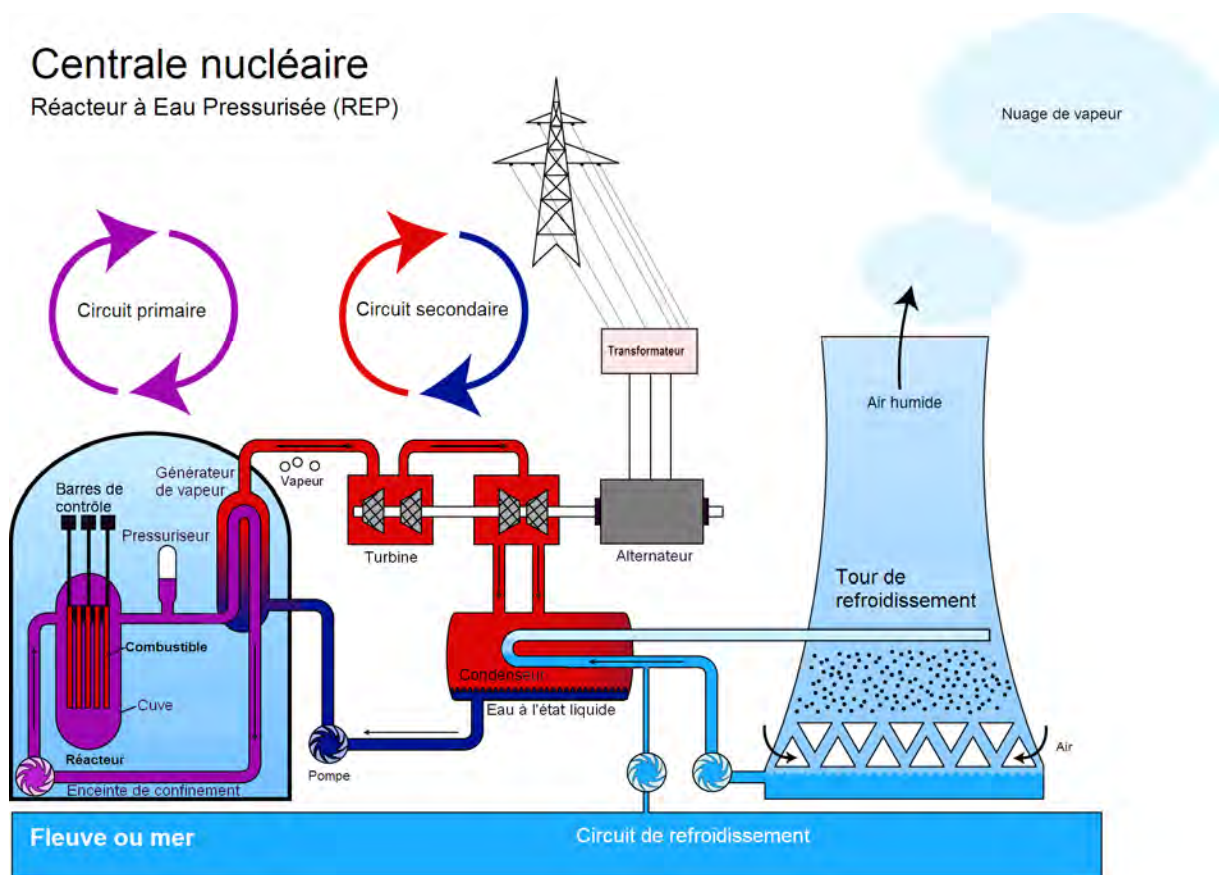 Centrale nucléaire
Réacteur à Eau Pressurisée (REP)
Nuage de vapeur
Circuit primaire
Circuit secondaire
Transformateur
Air humide
Générateur
de vapeur
Vapeur
Barres de
contrôle
Pressuriseur
Turbine
Alternateur
Tour de
refroidissement
Combustible
Condenseur
Cuve
Eau à l'état liquide
Réacteur
Pompe
Air
Enceinte de confinement
Fleuve ou mer
Circuit de refroidissement